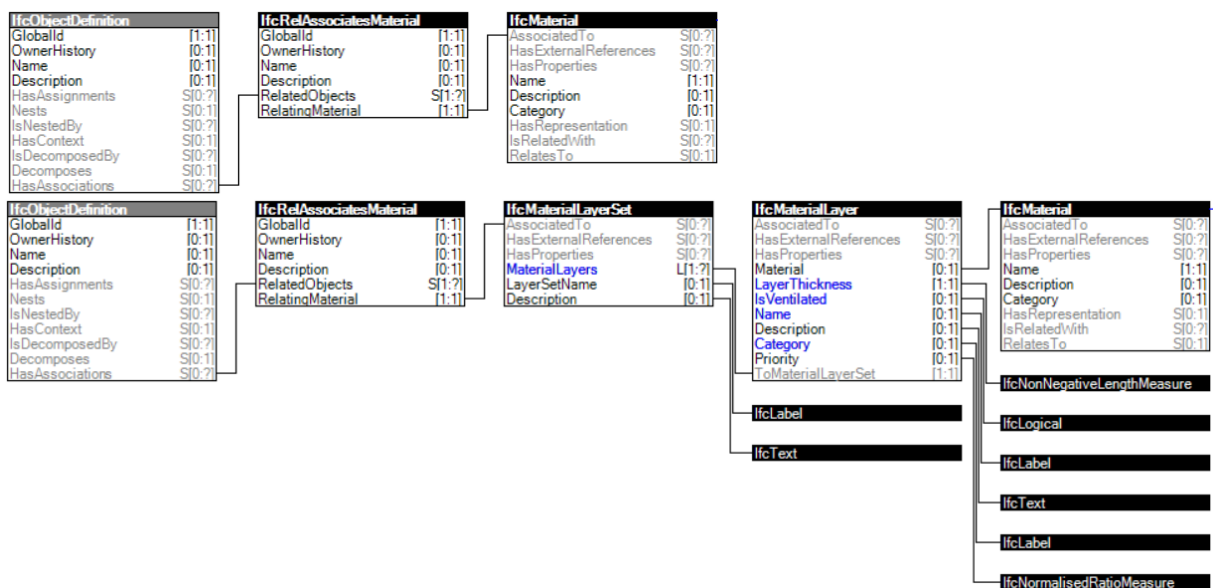 IfcObjectDefinition
GlobalId [1:1]
OwnerHistory [0:1]
Name [0:1]
Description [0:1]
HasAssignments S[0:?]
Nests S[0:1]
IsNestedBy S[0:?]
HasContext S[0:1]
IsDecomposedBy S[0:?]
Decomposes S[0:1]
HasAssociations S[0:?]
IfcRelAssociatesMaterial
GlobalId [1:1]
OwnerHistory [0:1]
Name [0:1]
Description [0:1]
RelatedObjects S[1:?]
RelatingMaterial [1:1]
IfcMaterial
AssociatedTo S[0:?]
HasExternalReferences S[0:?]
HasProperties S[0:?]
Name [1:1]
Description [0:1]
Category [0:1]
HasRepresentation S[0:1]
IsRelatedWith S[0:?]
RelatesTo S[0:1]
IfcObjectDefinition
GlobalId [1:1]
OwnerHistory [0:1]
Name [0:1]
Description [0:1]
HasAssignments S[0:?]
Nests S[0:1]
IsNestedBy S[0:?]
HasContext S[0:1]
IsDecomposedBy S[0:?]
Decomposes S[0:1]
HasAssociations S[0:?]
IfcRelAssociatesMaterial
GlobalId [1:1]
OwnerHistory [0:1]
Name [0:1]
Description [0:1]
RelatedObjects S[1:?]
RelatingMaterial [1:1]
IfcMaterialLayerSet
AssociatedTo S[0:?]
HasExternalReferences S[0:?]
HasProperties S[0:?]
MaterialLayers L[1:?]
LayerSetName [0:1]
Description [0:1]
IfcMaterialLayer
AssociatedTo S[0:?]
HasExternalReferences S[0:?]
HasProperties S[0:?]
Material [0:1]
LayerThickness [1:1]
IsVentilated [0:1]
Name [0:1]
Description [0:1]
Category [0:1]
Priority [0:1]
ToMaterialLayerSet [1:1]
IfcLabel
IfcText
IfcMaterial
AssociatedTo S[0:?]
HasExternalReferences S[0:?]
HasProperties S[0:?]
Name [1:1]
Description [0:1]
Category [0:1]
HasRepresentation S[0:1]
IsRelatedWith S[0:?]
RelatesTo S[0:1]
IfcNonNegativeLengthMeasure
IfcLogical
IfcLabel
IfcText
IfcLabel
IfcNormalisedRatioMeasure